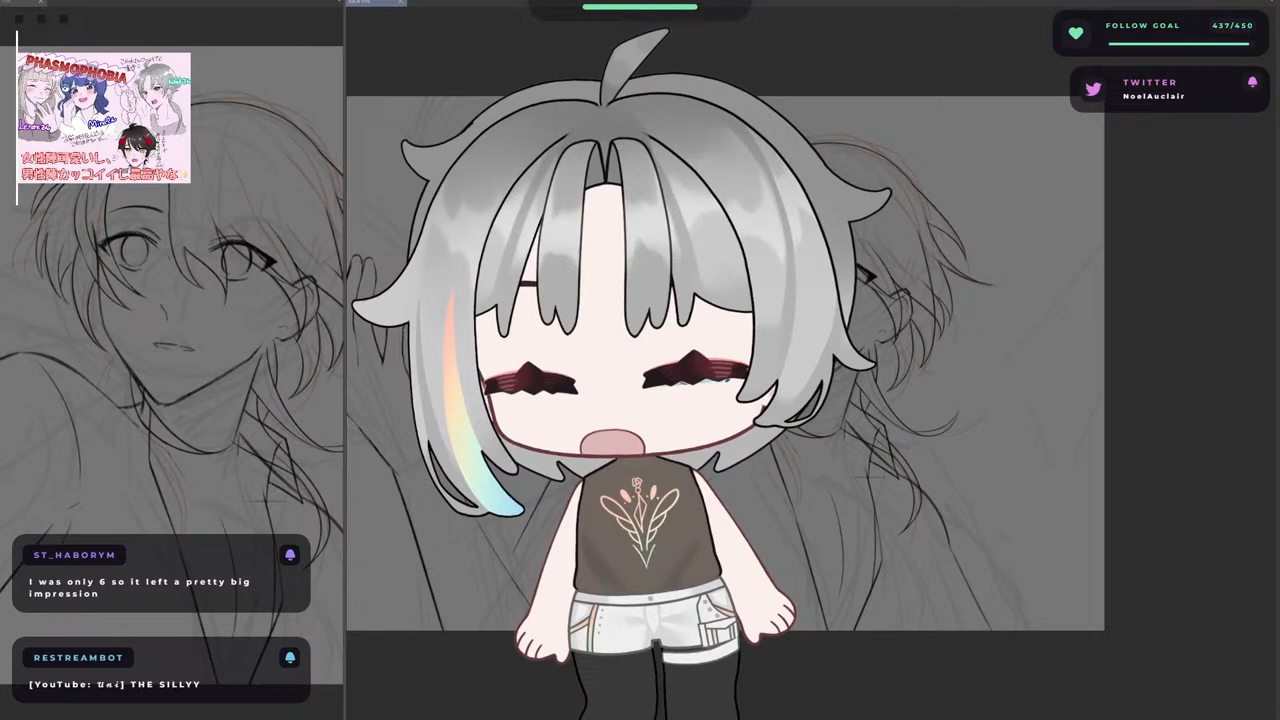 FOLLOW GOAL
437/450
TWITTER
NoelAuclair
PHASMOPHOBIA
女性陣可愛いし、
男性陣カッコイイし最高やな
ST_HABORYM
I was only 6 so it left a pretty big
impression
RESTREAMBOT
[YouTube: 𝓤𝓷𝓲] THE SILLYY